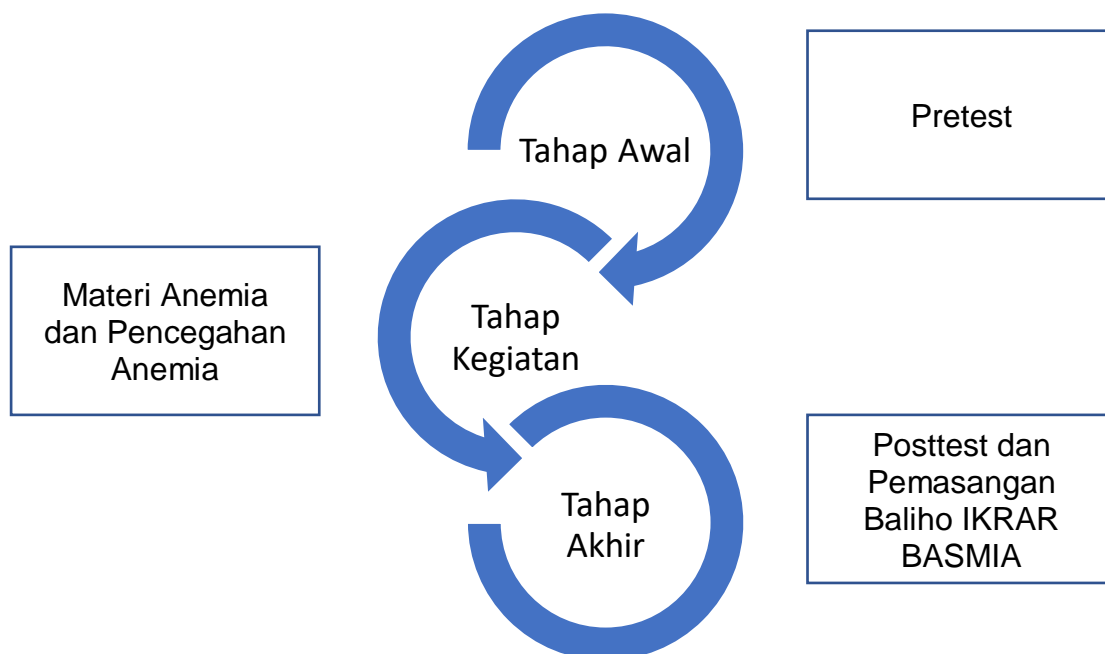 Tahap Awal
Pretest
Tahap
Kegiatan
Materi Anemia
dan Pencegahan
Anemia
Tahap
Akhir
Posttest dan
Pemasangan
Baliho IKRAR
BASMIA